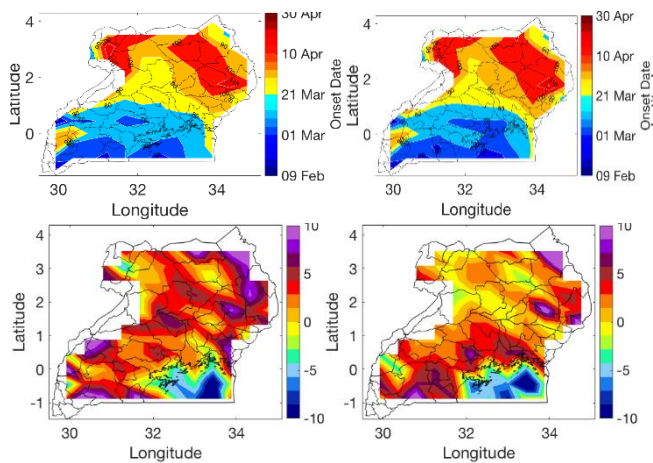 30 Apr
10 Apr
21 Mar
01 Mar
09 Feb
Onset Date
4
2
0
Latitude
30
32
34
Longitude
30 Apr
10 Apr
21 Mar
01 Mar
09 Feb
Onset Date
4
2
0
Latitude
30
32
34
Longitude
4
3
2
1
0
-1
Latitude
30
32
34
Longitude
10
5
0
-5
-10
4
3
2
1
0
-1
Latitude
30
32
34
Longitude
10
5
0
-5
-10